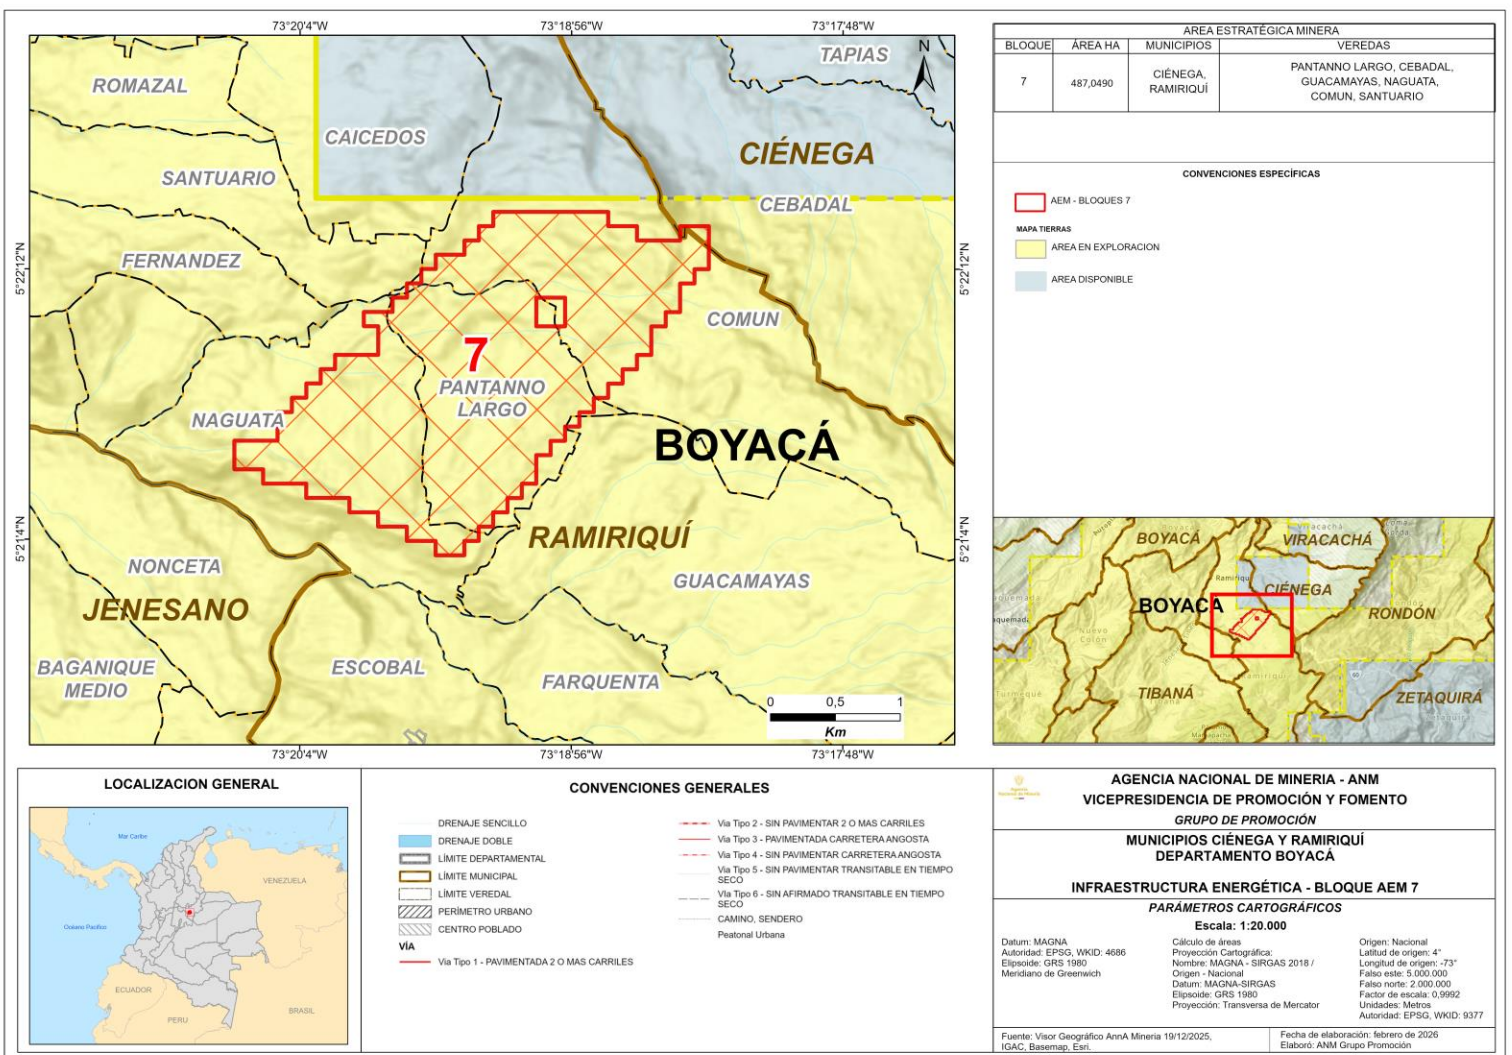 73°20'4"W
73°18'56"W
73°17'48"W
N
TAPIAS
ROMAZAL
CAICEDOS
CIÉNEGA
SANTUARIO
CEBADAL
FERNANDEZ
5°22'12"N
5°22'12"N
COMUN
7
PANTANNO
LARGO
NAGUATA
BOYACÁ
RAMIRIQUÍ
5°21'4"N
5°21'4"N
NONCETA
GUACAMAYAS
JENESANO
BAGANIQUE
MEDIO
ESCOBAL
FARQUENTA
0 0,5 1
Km
73°20'4"W
73°18'56"W
73°17'48"W
AREA ESTRATÉGICA MINERA
BLOQUE ÁREA HA MUNICIPIOS VEREDAS
7
487,0490
CIÉNEGA,
RAMIRIQUÍ
PANTANNO LARGO, CEBADAL,
GUACAMAYAS, NAGUATA,
COMUN, SANTUARIO
CONVENCIONES ESPECÍFICAS
AEM - BLOQUES 7
MAPA TIERRAS
AREA EN EXPLORACION
AREA DISPONIBLE
BOYACÁ
VIRACACHÁ
CIÉNEGA
BOYACA
RONDÓN
TIBANÁ
ZETAQUIRÁ
LOCALIZACION GENERAL
Mar Caribe
VENEZUELA
Océano Pacífico
ECUADOR
PERU
BRASIL
CONVENCIONES GENERALES
DRENAJE SENCILLO
DRENAJE DOBLE
LÍMITE DEPARTAMENTAL
LÍMITE MUNICIPAL
LÍMITE VEREDAL
PERÍMETRO URBANO
CENTRO POBLADO
VÍA
Via Tipo 1 - PAVIMENTADA 2 O MAS CARRILES
Via Tipo 2 - SIN PAVIMENTAR 2 O MAS CARRILES
Via Tipo 3 - PAVIMENTADA CARRETERA ANGOSTA
Via Tipo 4 - SIN PAVIMENTAR CARRETERA ANGOSTA
Via Tipo 5 - SIN PAVIMENTAR TRANSITABLE EN TIEMPO
SECO
Via Tipo 6 - SIN AFIRMADO TRANSITABLE EN TIEMPO
SECO
CAMINO, SENDERO
Peatonal Urbana
AGENCIA NACIONAL DE MINERIA - ANM
VICEPRESIDENCIA DE PROMOCIÓN Y FOMENTO
GRUPO DE PROMOCIÓN
MUNICIPIOS CIÉNEGA Y RAMIRIQUÍ
DEPARTAMENTO BOYACÁ
INFRAESTRUCTURA ENERGÉTICA - BLOQUE AEM 7
PARÁMETROS CARTOGRÁFICOS
Escala: 1:20.000
Datum: MAGNA
Autoridad: EPSG, WKID: 4686
Elipsoide: GRS 1980
Meridiano de Greenwich
Cálculo de áreas
Proyección Cartográfica:
Nombre: MAGNA - SIRGAS 2018 /
Origen - Nacional
Datum: MAGNA-SIRGAS
Elipsoide: GRS 1980
Proyección: Transversa de Mercator
Origen: Nacional
Latitud de origen: 4°
Longitud de origen: -73°
Falso este: 5.000.000
Falso norte: 2.000.000
Factor de escala: 0,9992
Unidades: Metros
Autoridad: EPSG, WKID: 9377
Fuente: Visor Geográfico AnnA Mineria 19/12/2025,
IGAC, Basemap, Esri.
Fecha de elaboración: febrero de 2026
Elaboró: ANM Grupo Promoción